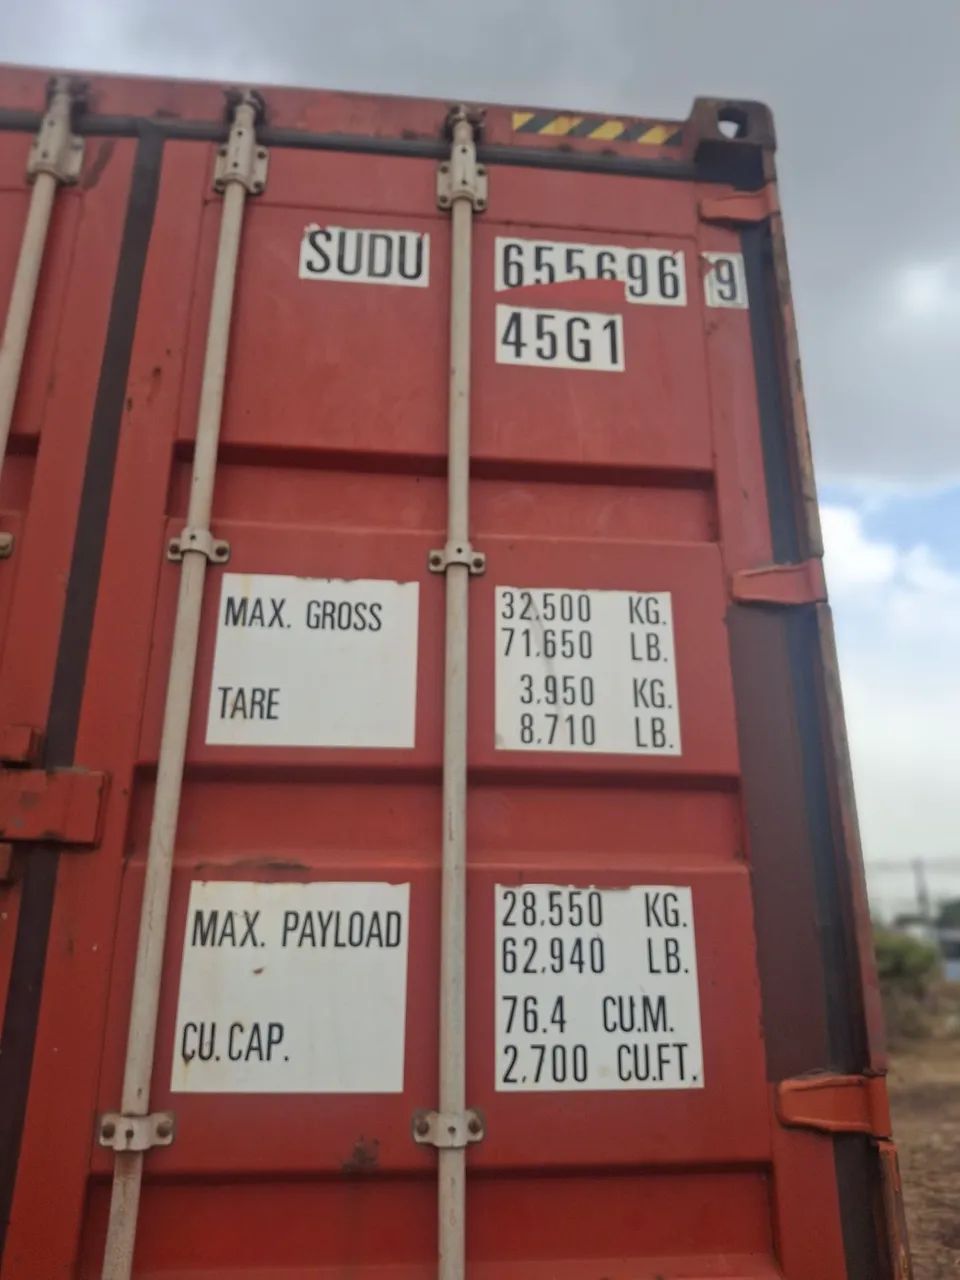 SUDU 655696 9
45G1
MAX. GROSS 32.500 KG.
71.650 LB.
TARE 3.950 KG.
8.710 LB.
MAX. PAYLOAD 28.550 KG.
62.940 LB.
CU. CAP. 76.4 CU.M.
2.700 CU.FT.